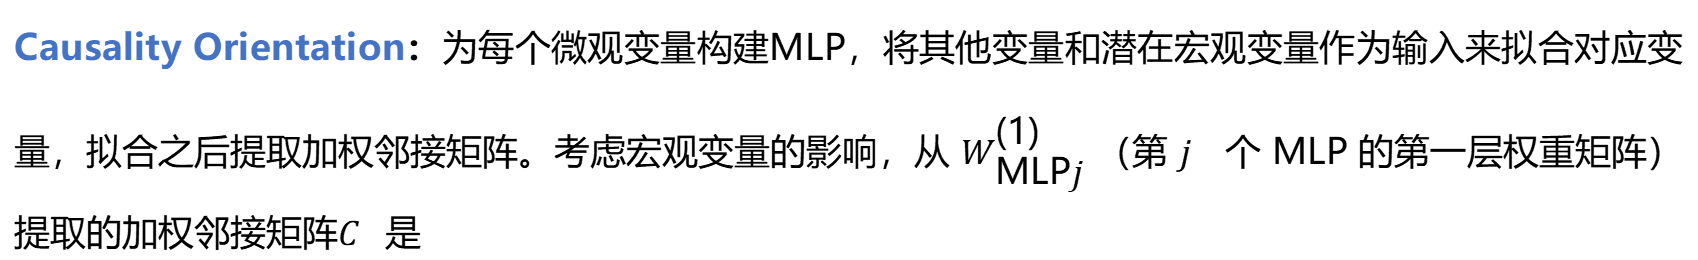 Causality Orientation：为每个微观变量构建MLP，将其他变量和潜在宏观变量作为输入来拟合对应变
量，拟合之后提取加权邻接矩阵。考虑宏观变量的影响，从 W^{(1)}_{MLP_j} （第 j 个 MLP 的第一层权重矩阵）
提取的加权邻接矩阵C 是